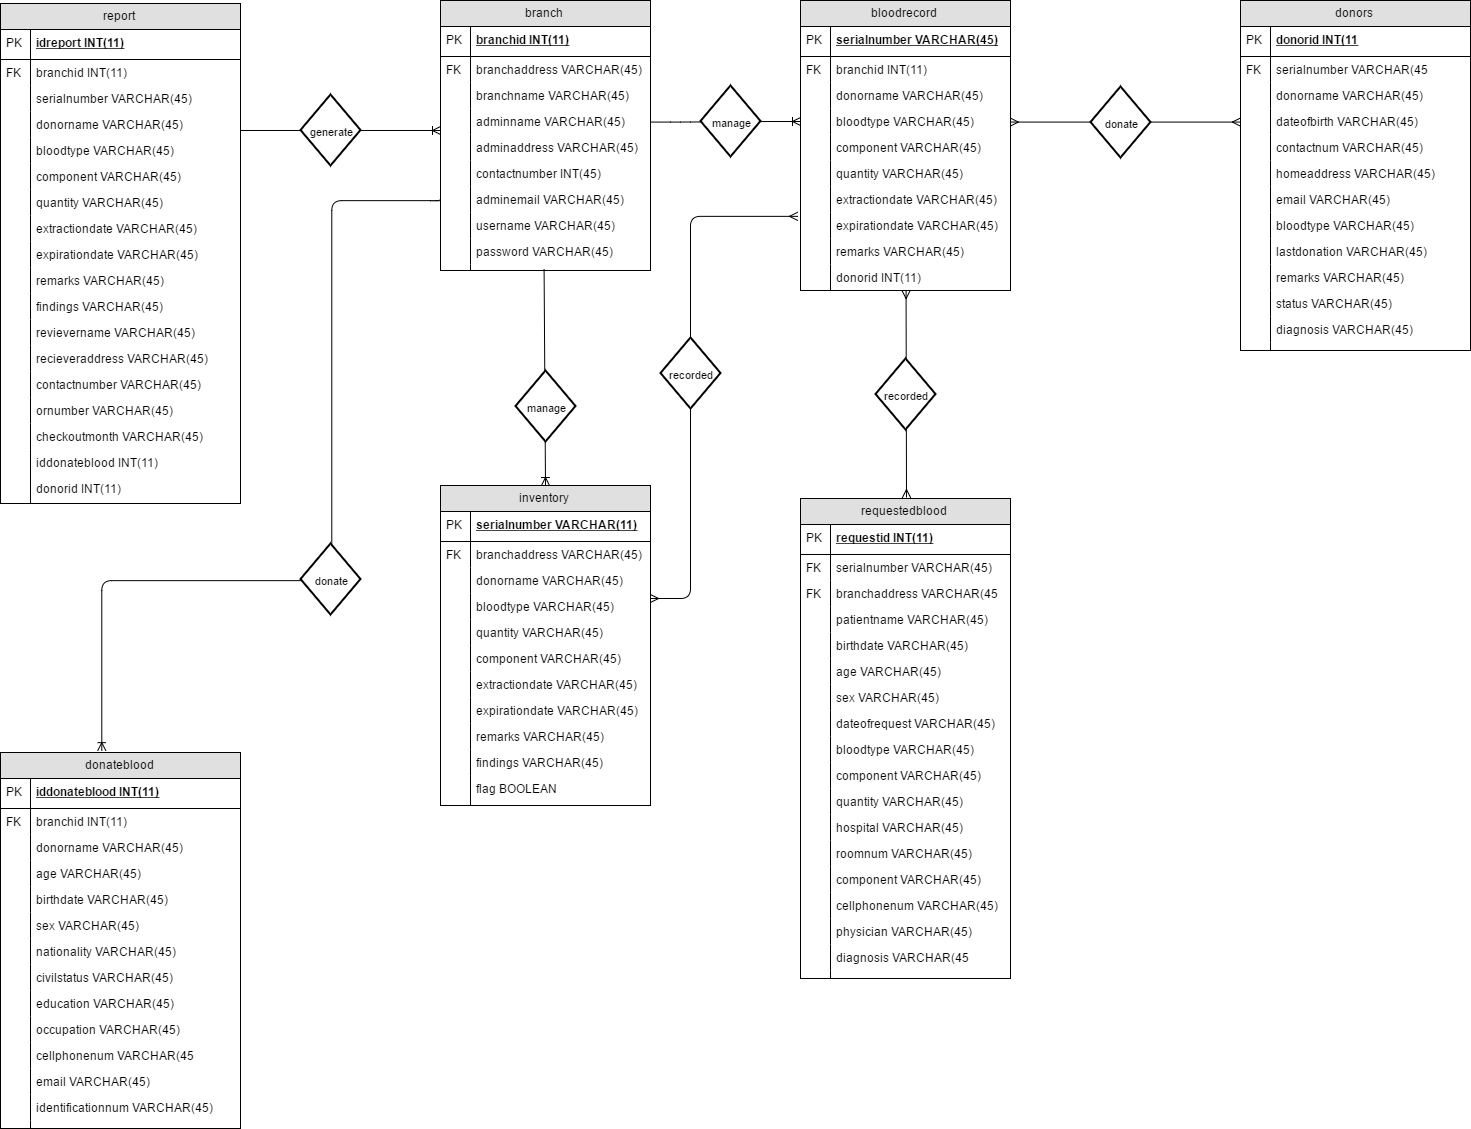 report
PK idreport INT(11)
FK branchid INT(11)
serialnumber VARCHAR(45)
donorname VARCHAR(45)
bloodtype VARCHAR(45)
component VARCHAR(45)
quantity VARCHAR(45)
extractiondate VARCHAR(45)
expirationdate VARCHAR(45)
remarks VARCHAR(45)
findings VARCHAR(45)
revievername VARCHAR(45)
recieveraddress VARCHAR(45)
contactnumber VARCHAR(45)
ornumber VARCHAR(45)
checkoutmonth VARCHAR(45)
iddonateblood INT(11)
donorid INT(11)
generate
branch
PK branchid INT(11)
FK branchaddress VARCHAR(45)
branchname VARCHAR(45)
adminname VARCHAR(45)
adminaddress VARCHAR(45)
contactnumber INT(45)
adminemail VARCHAR(45)
username VARCHAR(45)
password VARCHAR(45)
manage
bloodrecord
PK serialnumber VARCHAR(45)
FK branchid INT(11)
donorname VARCHAR(45)
bloodtype VARCHAR(45)
component VARCHAR(45)
quantity VARCHAR(45)
extractiondate VARCHAR(45)
expirationdate VARCHAR(45)
remarks VARCHAR(45)
donorid INT(11)
donate
donors
PK donorid INT(11
FK serialnumber VARCHAR(45
donorname VARCHAR(45)
dateofbirth VARCHAR(45)
contactnum VARCHAR(45)
homeaddress VARCHAR(45)
email VARCHAR(45)
bloodtype VARCHAR(45)
lastdonation VARCHAR(45)
remarks VARCHAR(45)
status VARCHAR(45)
diagnosis VARCHAR(45)
manage
recorded
recorded
donate
inventory
PK serialnumber VARCHAR(11)
FK branchaddress VARCHAR(45)
donorname VARCHAR(45)
bloodtype VARCHAR(45)
quantity VARCHAR(45)
component VARCHAR(45)
extractiondate VARCHAR(45)
expirationdate VARCHAR(45)
remarks VARCHAR(45)
findings VARCHAR(45)
flag BOOLEAN
requestedblood
PK requestid INT(11)
FK serialnumber VARCHAR(45)
FK branchaddress VARCHAR(45
patientname VARCHAR(45)
birthdate VARCHAR(45)
age VARCHAR(45)
sex VARCHAR(45)
dateofrequest VARCHAR(45)
bloodtype VARCHAR(45)
component VARCHAR(45)
quantity VARCHAR(45)
hospital VARCHAR(45)
roomnum VARCHAR(45)
component VARCHAR(45)
cellphonenum VARCHAR(45)
physician VARCHAR(45)
diagnosis VARCHAR(45
donateblood
PK iddonateblood INT(11)
FK branchid INT(11)
donorname VARCHAR(45)
age VARCHAR(45)
birthdate VARCHAR(45)
sex VARCHAR(45)
nationality VARCHAR(45)
civilstatus VARCHAR(45)
education VARCHAR(45)
occupation VARCHAR(45)
cellphonenum VARCHAR(45
email VARCHAR(45)
identificationnum VARCHAR(45)